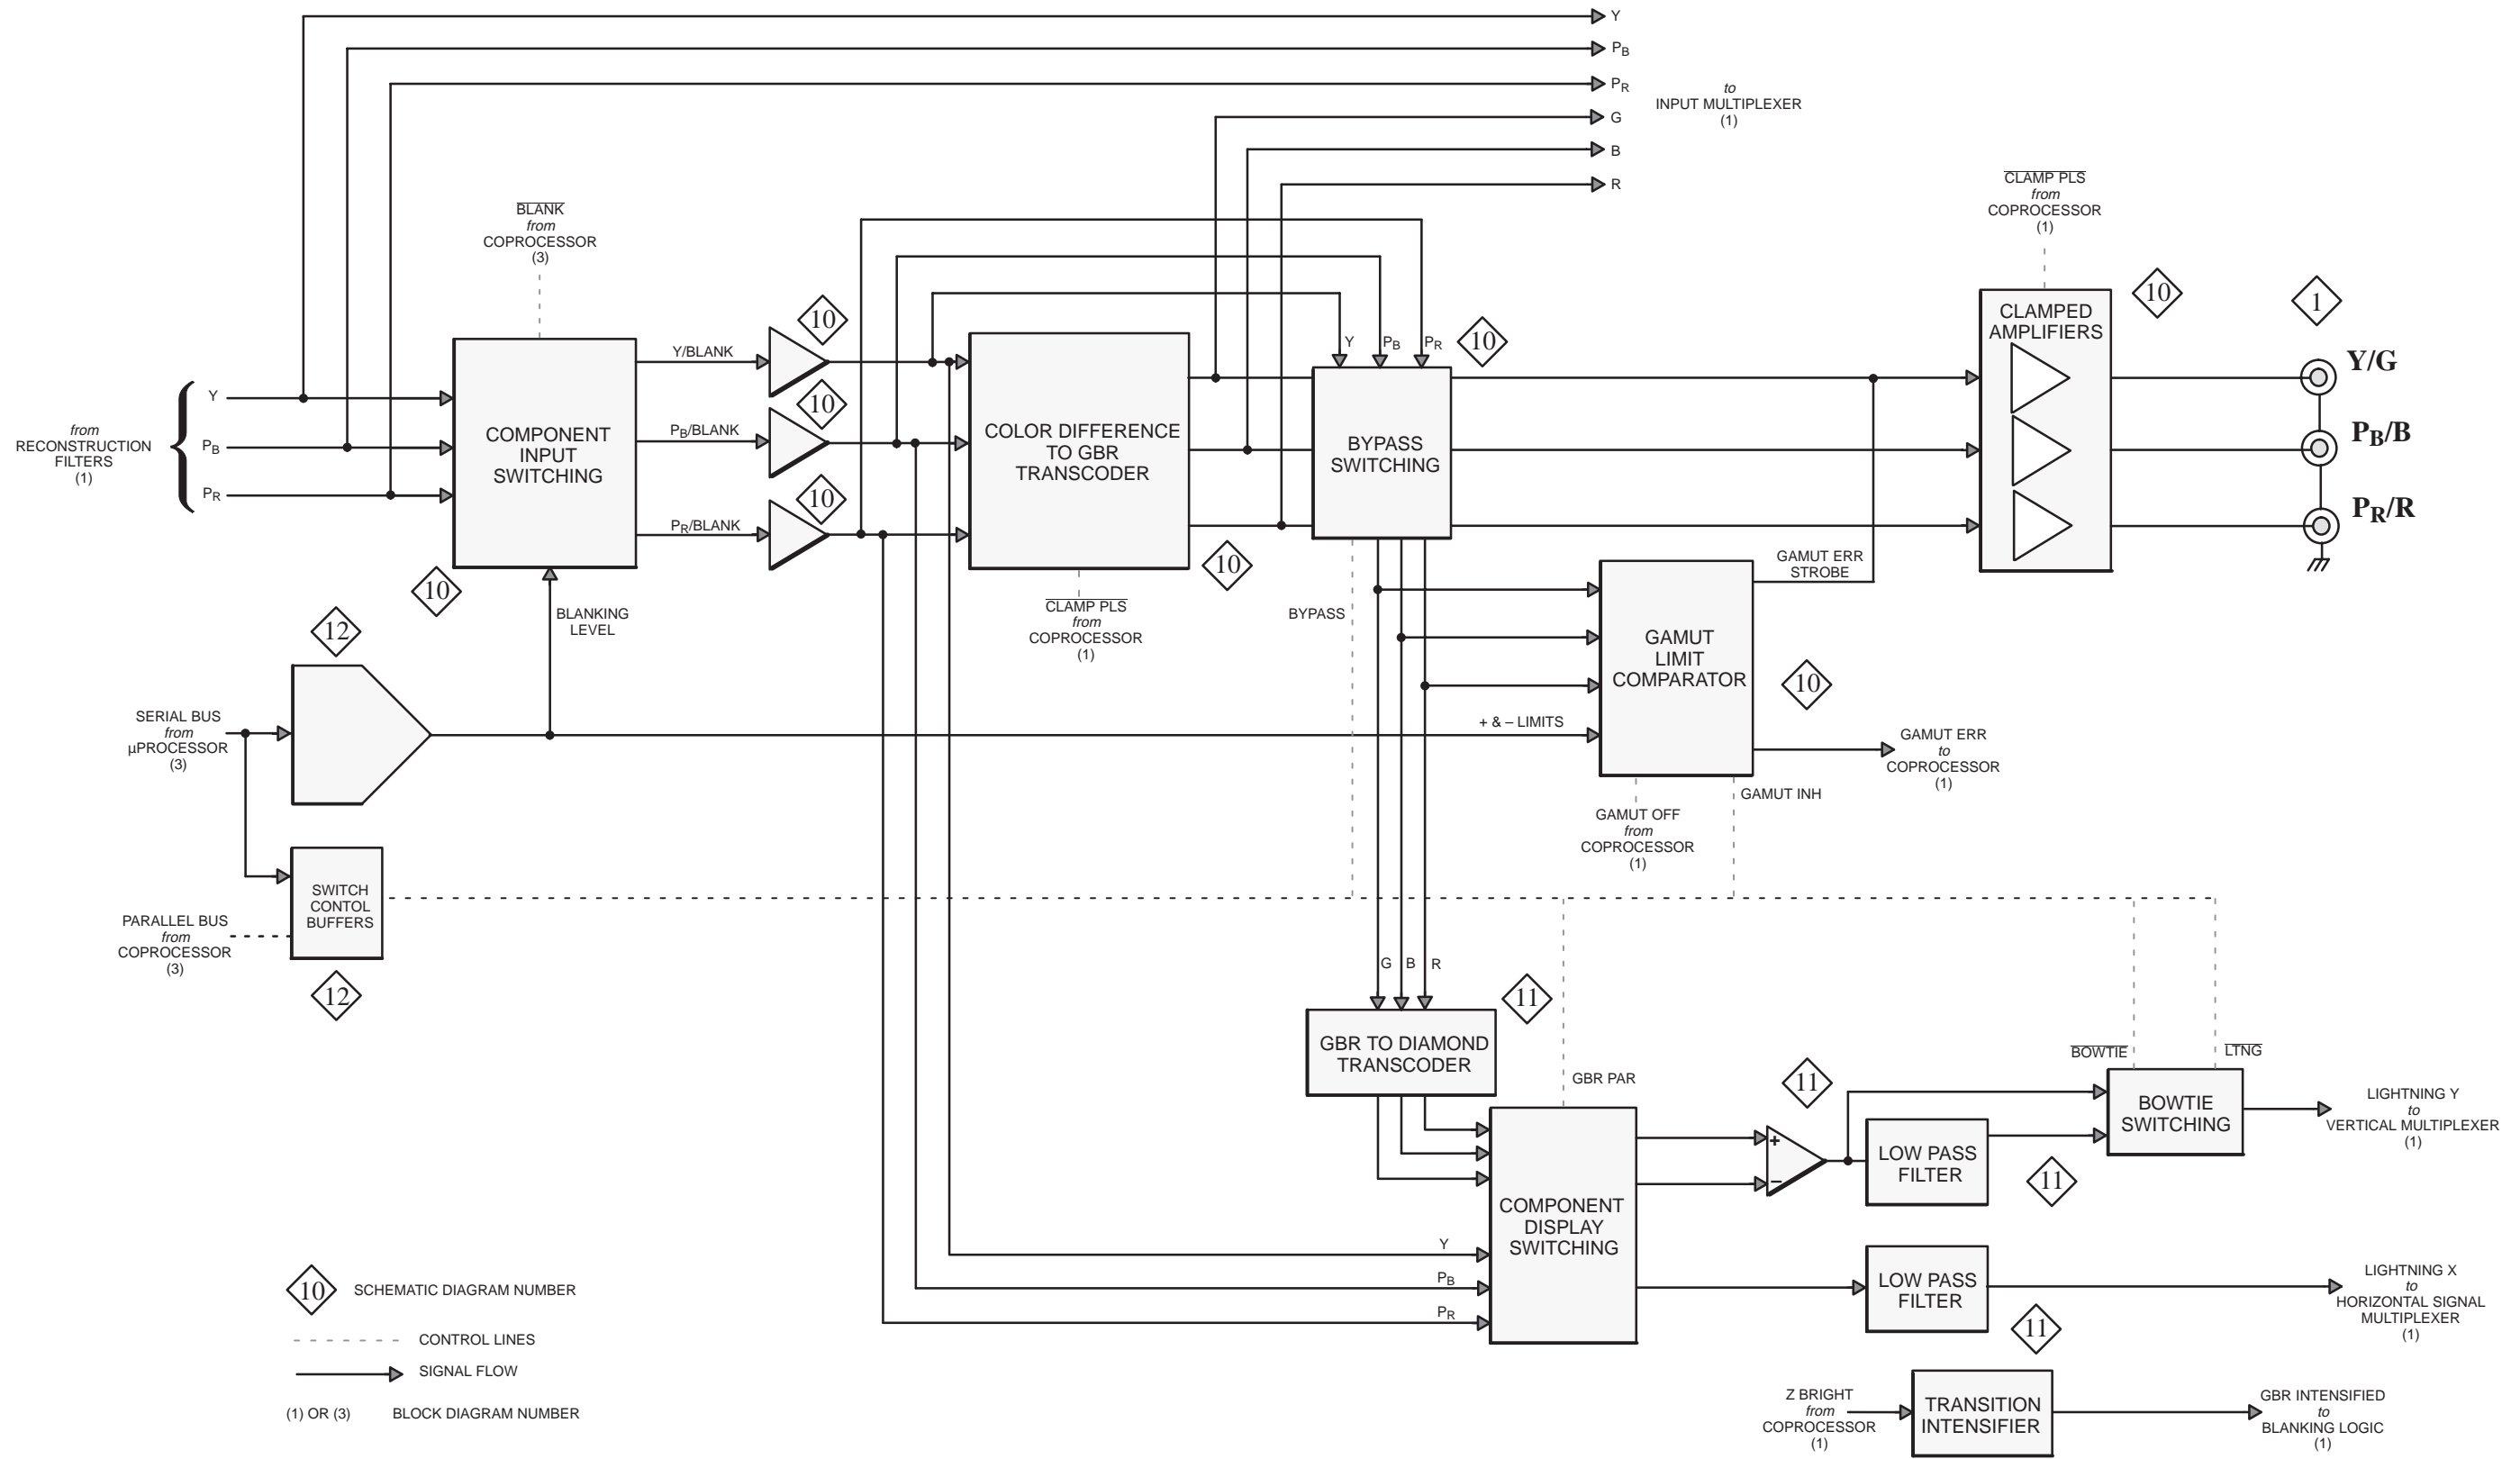 Y
PB
PR
to
INPUT MULTIPLEXER
(1)
G
B
R
CLAMP PLS
from
COPROCESSOR
(1)
BLANK
from
COPROCESSOR
(3)
10
10
1
CLAMPED
AMPLIFIERS
Y/BLANK
Y
PB
PR
10
Y/G
from
RECONSTRUCTION
FILTERS
(1)
Y
PB
PR
COMPONENT
INPUT
SWITCHING
10
PB/BLANK
COLOR DIFFERENCE
TO GBR
TRANSCODER
BYPASS
SWITCHING
PB/B
10
PR/BLANK
PR/R
10
10
GAMUT ERR
STROBE
BLANKING
LEVEL
CLAMP PLS
from
COPROCESSOR
(1)
BYPASS
12
GAMUT
LIMIT
COMPARATOR
10
SERIAL BUS
from
µPROCESSOR
(3)
+ & – LIMITS
GAMUT ERR
to
COPROCESSOR
(1)
GAMUT INH
GAMUT OFF
from
COPROCESSOR
(1)
SWITCH
CONTOL
BUFFERS
PARALLEL BUS
from
COPROCESSOR
(3)
12
G
B
R
11
GBR TO DIAMOND
TRANSCODER
GBR PAR
11
BOWTIE
LTNG
BOWTIE
SWITCHING
LIGHTNING Y
to
VERTICAL MULTIPLEXER
(1)
+
–
LOW PASS
FILTER
11
COMPONENT
DISPLAY
SWITCHING
Y
PB
PR
LOW PASS
FILTER
11
LIGHTNING X
to
HORIZONTAL SIGNAL
MULTIPLEXER
(1)
10
SCHEMATIC DIAGRAM NUMBER
CONTROL LINES
SIGNAL FLOW
(1) OR (3)
BLOCK DIAGRAM NUMBER
Z BRIGHT
from
COPROCESSOR
(1)
TRANSITION
INTENSIFIER
GBR INTENSIFIED
to
BLANKING LOGIC
(1)